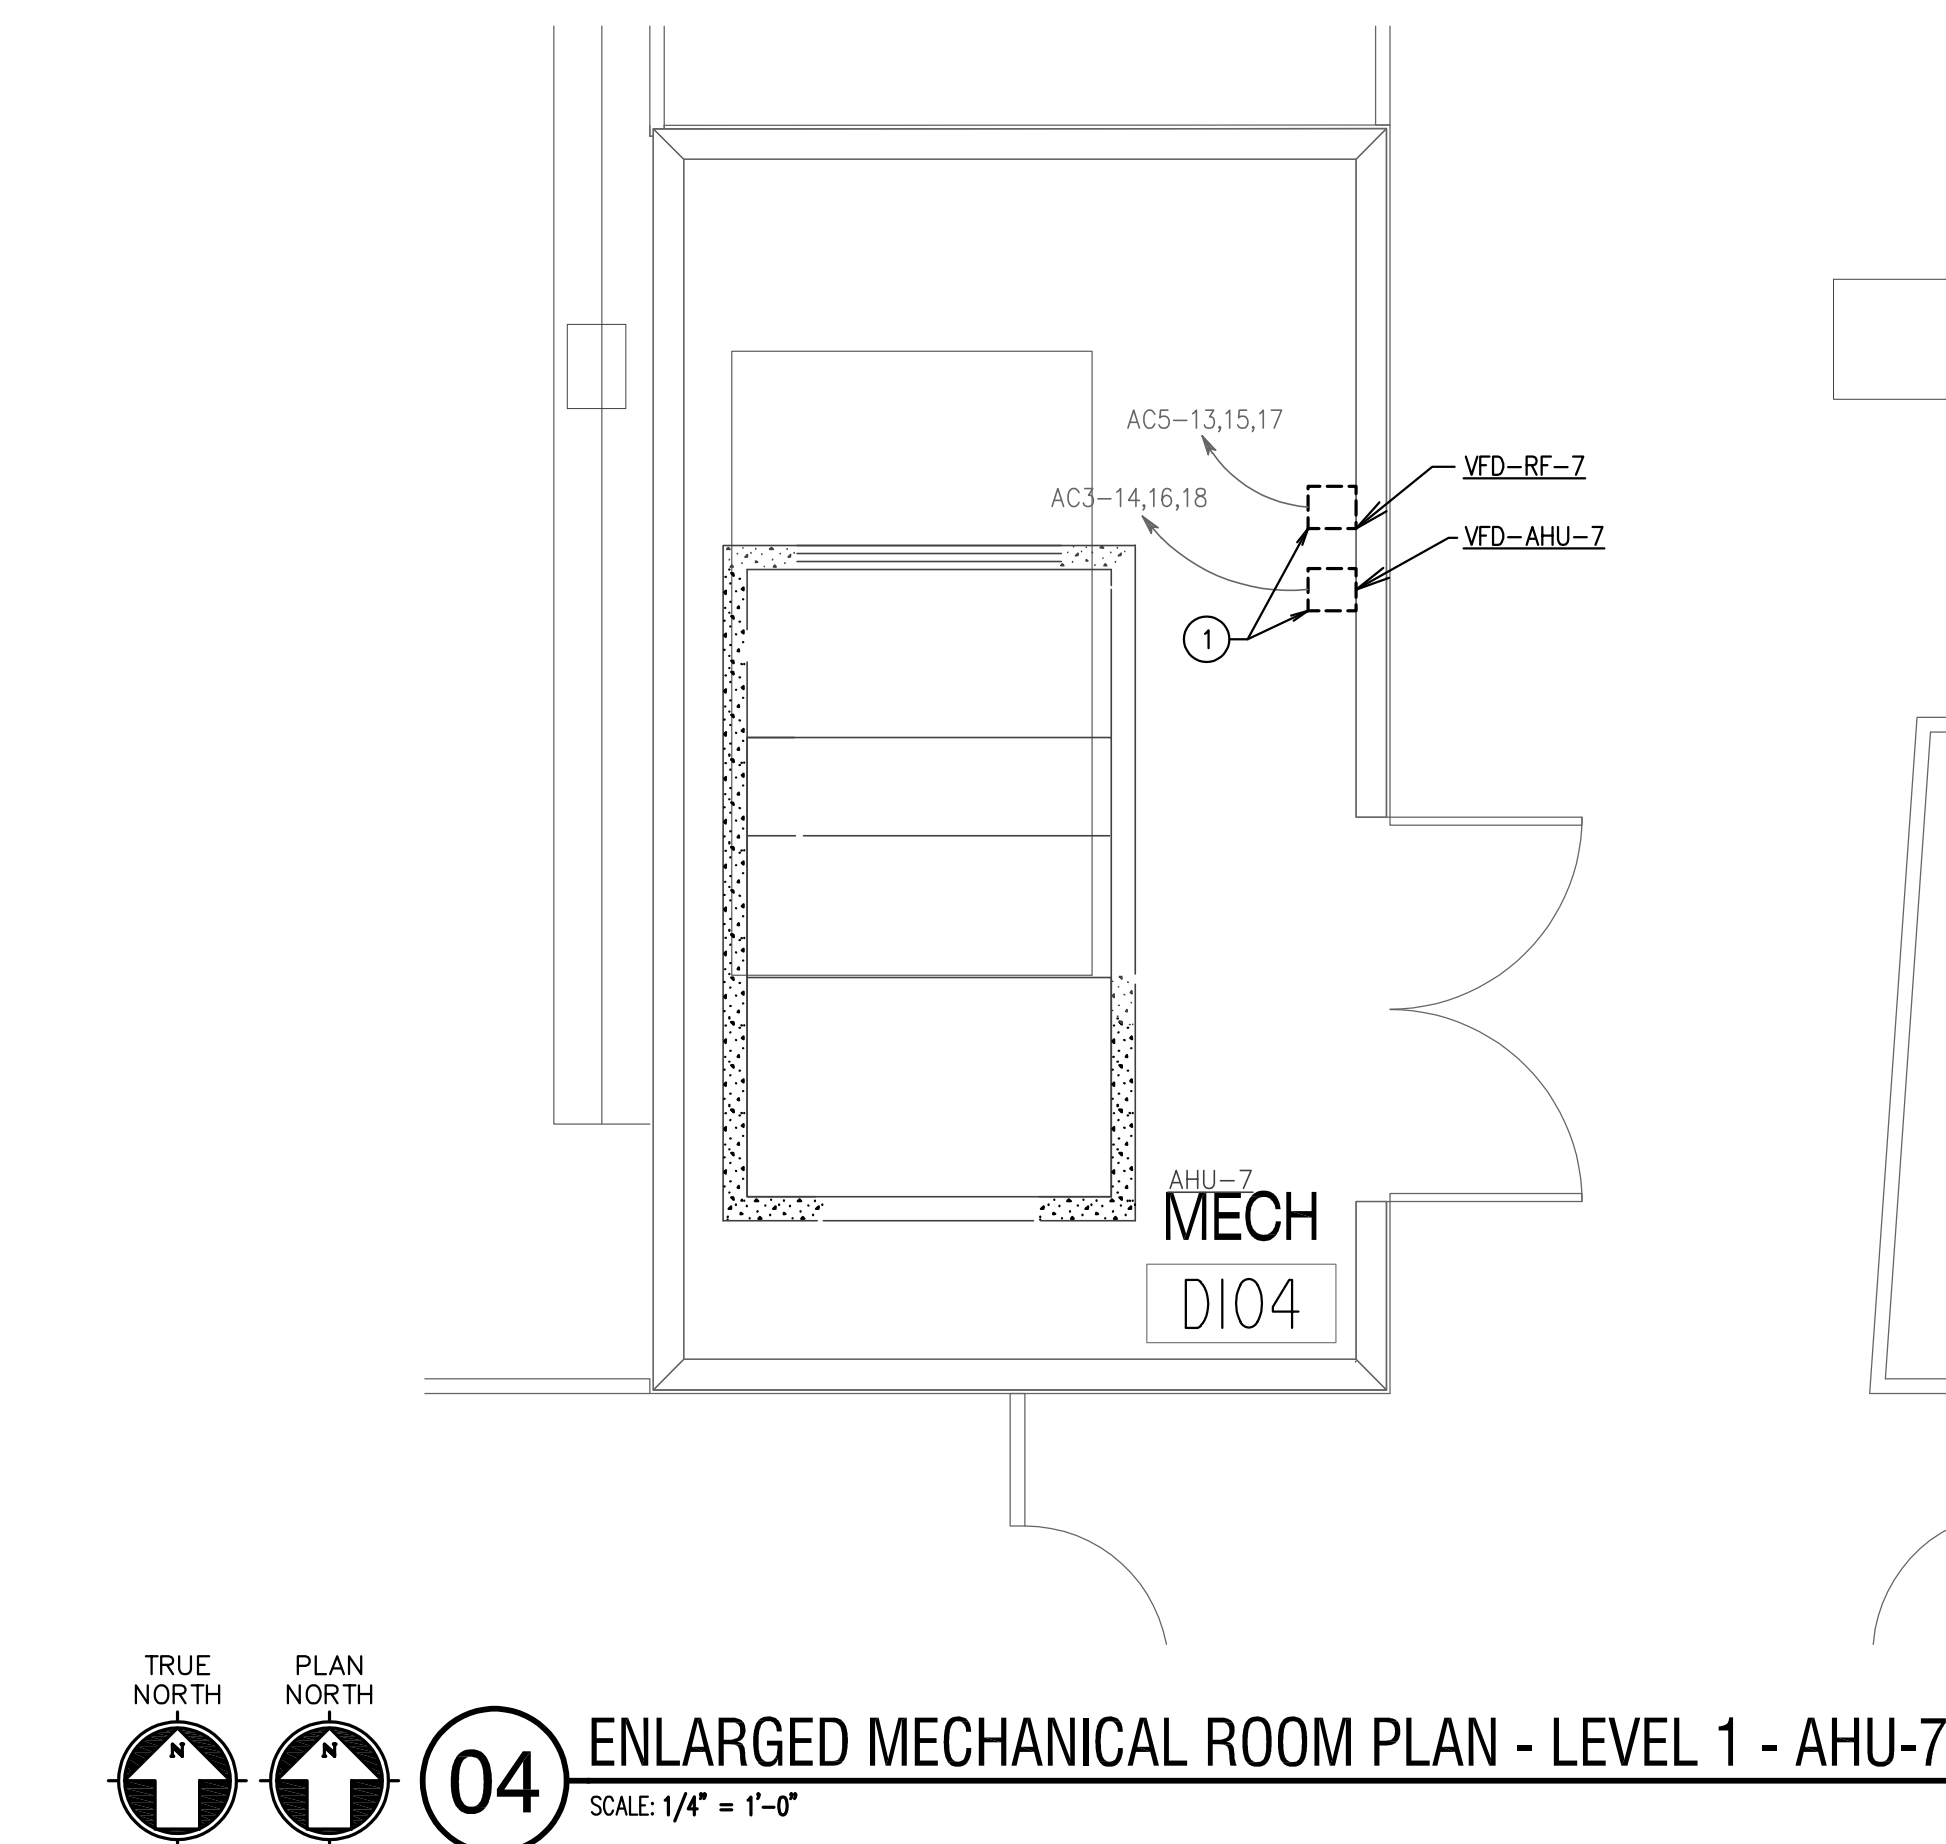 AC5-13,15,17
VFD-RF-7
AC3-14,16,18
VFD-AHU-7
1
AHU-7
MECH
D104
TRUE
NORTH
N
PLAN
NORTH
N
04
ENLARGED MECHANICAL ROOM PLAN - LEVEL 1 - AHU-7
SCALE: 1/4" = 1'-0"